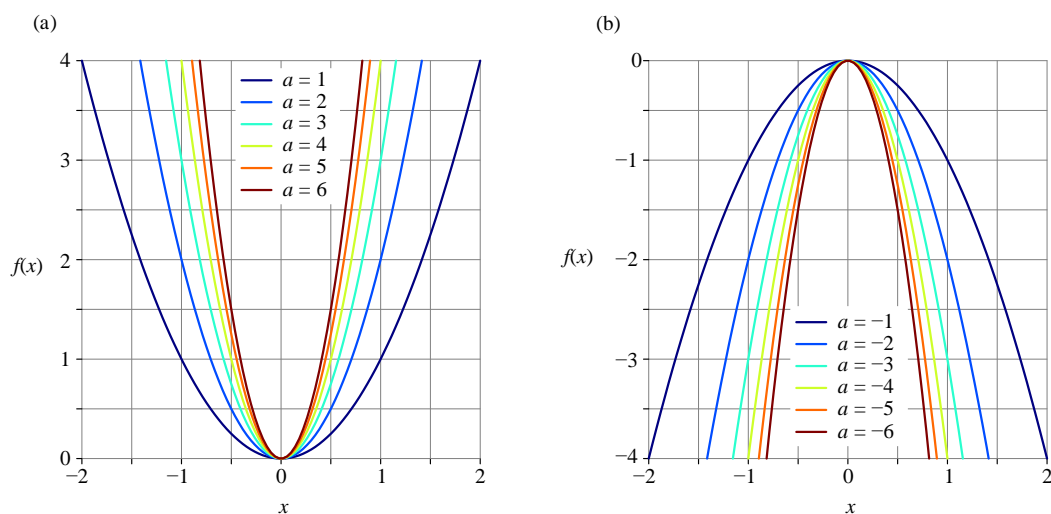 (a)
4
3
2
1
0
f(x)
a = 1
a = 2
a = 3
a = 4
a = 5
a = 6
−2
−1
0
1
2
x
(b)
0
−1
−2
−3
−4
f(x)
a = −1
a = −2
a = −3
a = −4
a = −5
a = −6
−2
−1
0
1
2
x